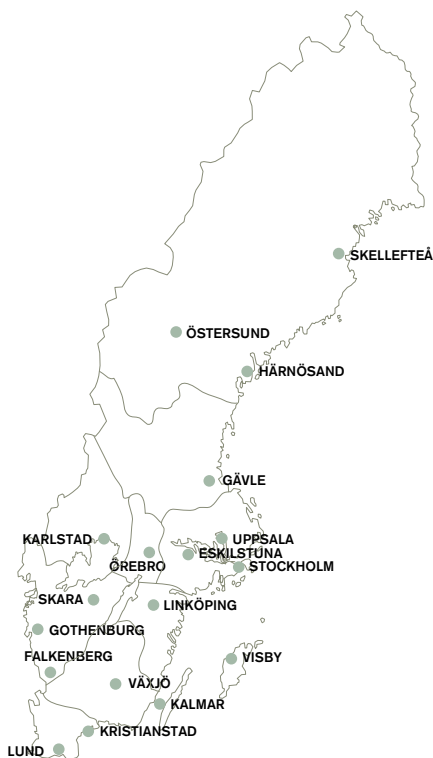 SKELLEFTEÅ
ÖSTERSUND
HÄRNÖSAND
GÄVLE
KARLSTAD
UPPSALA
ESKILSTUNA
ÖREBRO
STOCKHOLM
SKARA
LINKÖPING
GOTHENBURG
FALKENBERG
VISBY
VÄXJÖ
KALMAR
KRISTIANSTAD
LUND